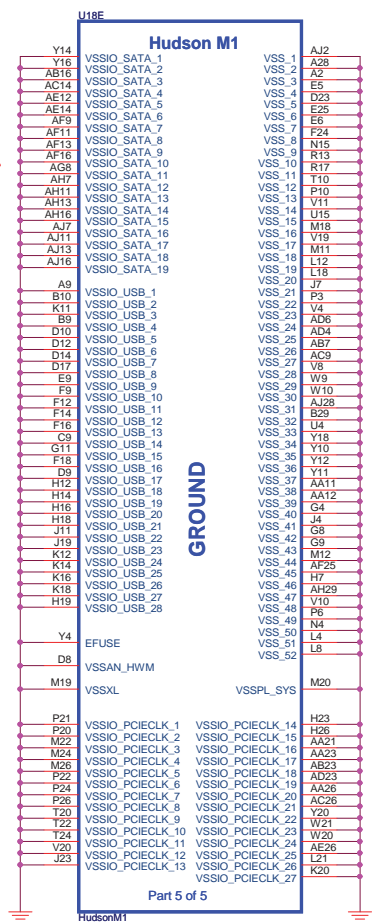 U18E
Hudson M1
Y14 VSSIO_SATA_1 VSS_1 AJ2
Y16 VSSIO_SATA_2 VSS_2 A28
AB16 VSSIO_SATA_3 VSS_3 A2
AC14 VSSIO_SATA_4 VSS_4 E5
AE12 VSSIO_SATA_5 VSS_5 D23
AE14 VSSIO_SATA_6 VSS_6 E25
AF9 VSSIO_SATA_7 VSS_7 E6
AF11 VSSIO_SATA_8 VSS_8 F24
AF13 VSSIO_SATA_9 VSS_9 N15
AF16 VSSIO_SATA_10 VSS_10 R13
AG8 VSSIO_SATA_11 VSS_11 R17
AH7 VSSIO_SATA_12 VSS_12 T10
AH11 VSSIO_SATA_13 VSS_13 P10
AH13 VSSIO_SATA_14 VSS_14 V11
AH16 VSSIO_SATA_15 VSS_15 U15
AJ7 VSSIO_SATA_16 VSS_16 M18
AJ11 VSSIO_SATA_17 VSS_17 V19
AJ13 VSSIO_SATA_18 VSS_18 M11
AJ16 VSSIO_SATA_19 VSS_19 L12
VSS_20 L18
A9 VSSIO_USB_1 VSS_21 J7
B10 VSSIO_USB_2 VSS_22 P3
K11 VSSIO_USB_3 VSS_23 V4
B9 VSSIO_USB_4 VSS_24 AD6
D10 VSSIO_USB_5 VSS_25 AD4
D12 VSSIO_USB_6 VSS_26 AB7
D14 VSSIO_USB_7 VSS_27 AC9
D17 VSSIO_USB_8 VSS_28 V8
E9 VSSIO_USB_9 VSS_29 W9
F9 VSSIO_USB_10 VSS_30 W10
F12 VSSIO_USB_11 VSS_31 AJ28
F14 VSSIO_USB_12 VSS_32 B29
F16 VSSIO_USB_13 VSS_33 U4
C9 VSSIO_USB_14 VSS_34 Y18
G11 VSSIO_USB_15 VSS_35 Y10
F18 VSSIO_USB_16 VSS_36 Y12
D9 VSSIO_USB_17 VSS_37 Y11
H12 VSSIO_USB_18 VSS_38 AA11
H14 VSSIO_USB_19 VSS_39 AA12
H16 VSSIO_USB_20 VSS_40 G4
H18 VSSIO_USB_21 VSS_41 J4
J11 VSSIO_USB_22 VSS_42 G8
J19 VSSIO_USB_23 VSS_43 G9
K12 VSSIO_USB_24 VSS_44 M12
K14 VSSIO_USB_25 VSS_45 AF25
K16 VSSIO_USB_26 VSS_46 H7
K18 VSSIO_USB_27 VSS_47 AH29
H19 VSSIO_USB_28 VSS_48 V10
VSS_49 P6
VSS_50 N4
Y4 EFUSE VSS_51 L4
VSS_52 L8
GROUND
D8 VSSAN_HWM
M19 VSSXL VSSPL_SYS M20
P21 VSSIO_PCIECLK_1 VSSIO_PCIECLK_14 H23
P20 VSSIO_PCIECLK_2 VSSIO_PCIECLK_15 H26
M22 VSSIO_PCIECLK_3 VSSIO_PCIECLK_16 AA21
M24 VSSIO_PCIECLK_4 VSSIO_PCIECLK_17 AA23
M26 VSSIO_PCIECLK_5 VSSIO_PCIECLK_18 AB23
P22 VSSIO_PCIECLK_6 VSSIO_PCIECLK_19 AD23
P24 VSSIO_PCIECLK_7 VSSIO_PCIECLK_20 AA26
P26 VSSIO_PCIECLK_8 VSSIO_PCIECLK_21 AC26
T20 VSSIO_PCIECLK_9 VSSIO_PCIECLK_22 Y20
T22 VSSIO_PCIECLK_10 VSSIO_PCIECLK_23 W21
T24 VSSIO_PCIECLK_11 VSSIO_PCIECLK_24 W20
V20 VSSIO_PCIECLK_12 VSSIO_PCIECLK_25 AE26
J23 VSSIO_PCIECLK_13 VSSIO_PCIECLK_26 L21
VSSIO_PCIECLK_27 K20
Part 5 of 5
HudsonM1